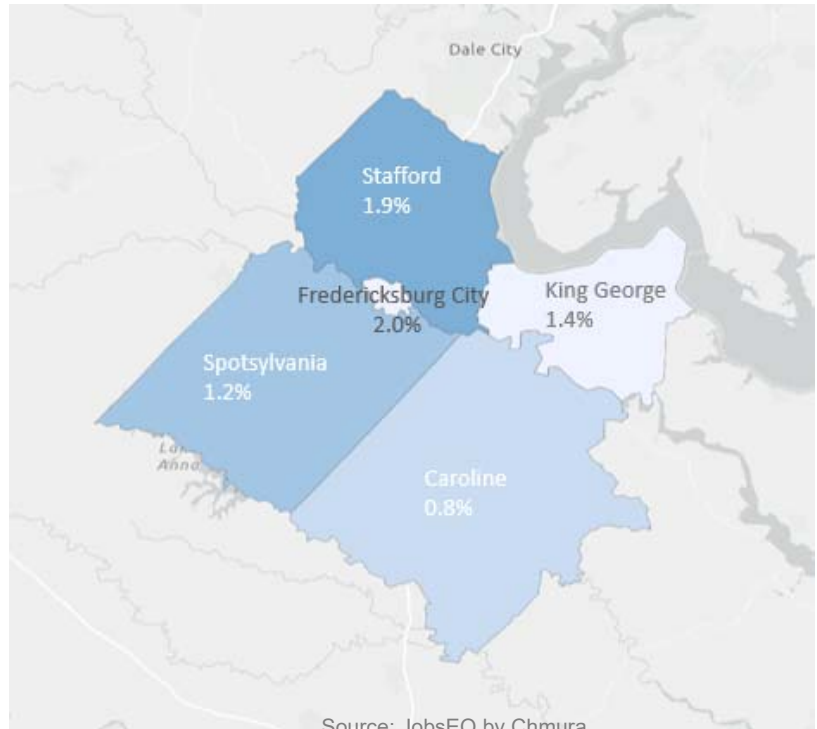 Dale City
Stafford
1.9%
Fredericksburg City
2.0%
King George
1.4%
Spotsylvania
1.2%
Anna
Caroline
0.8%
Source: JobsEQ by Chmura